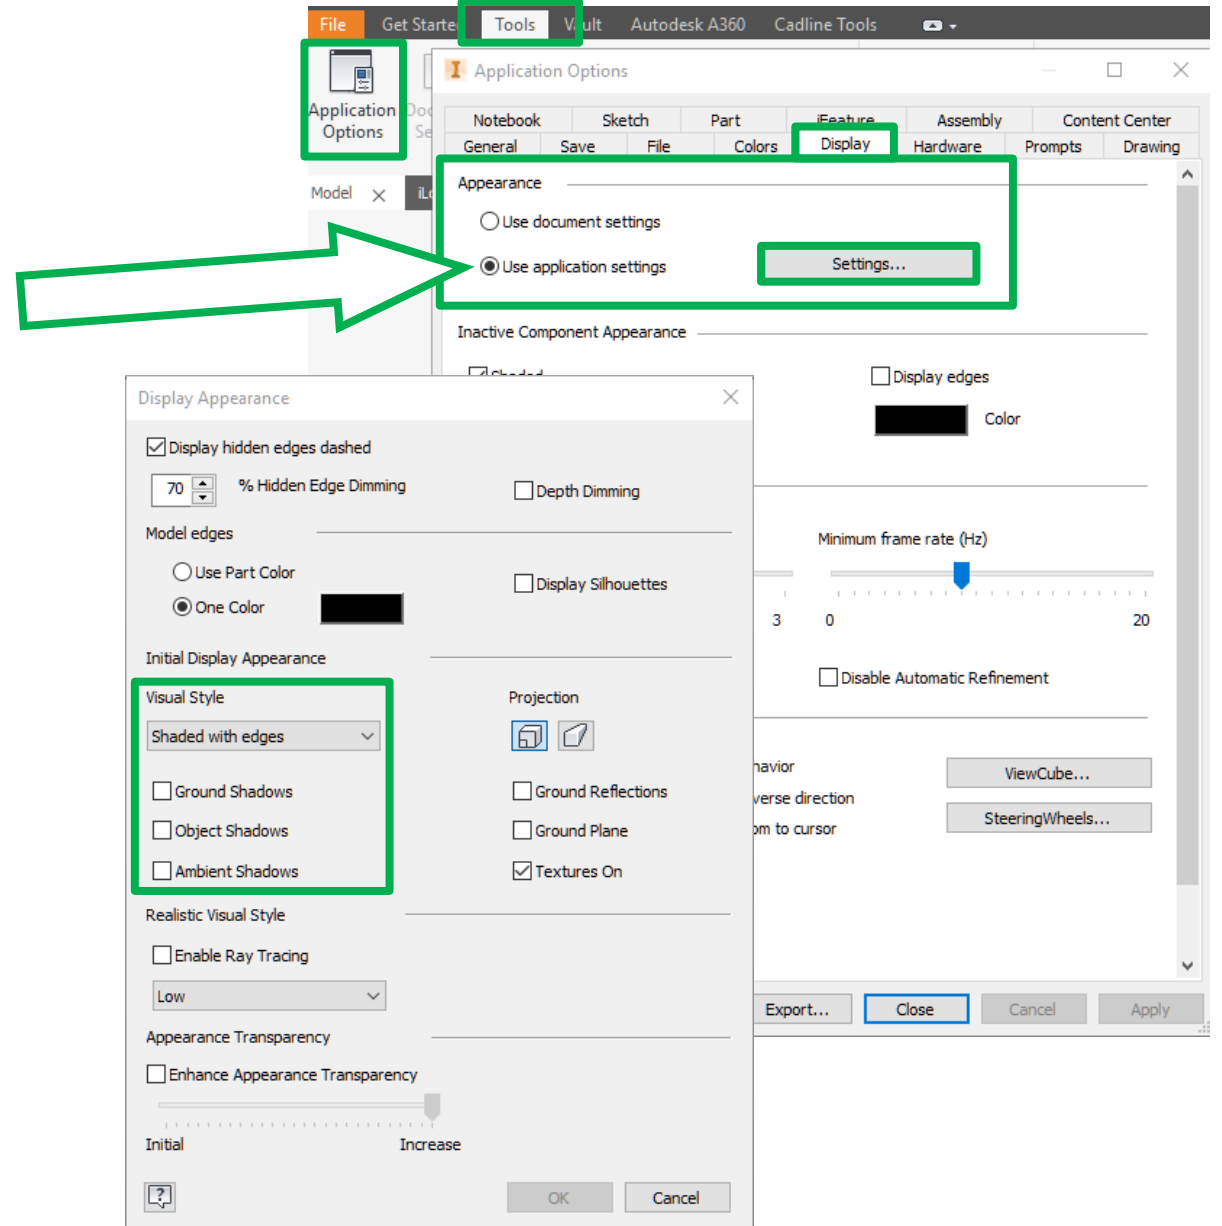 File Get Started Tools Vault Autodesk A360 Cadline Tools
Application
Options
Application Options
Notebook Sketch Part iFeature Assembly Content Center
General Save File Colors Display Hardware Prompts Drawing
Model
Appearance
Use document settings
Use application settings Settings...
Inactive Component Appearance
Shaded Display edges
Color
Minimum frame rate (Hz)
3 0 20
Disable Automatic Refinement
ViewCube...
verse direction
om to cursor SteeringWheels...
Export... Close Cancel Apply
Display Appearance
Display hidden edges dashed
70 % Hidden Edge Dimming Depth Dimming
Model edges
Use Part Color
Display Silhouettes
One Color
Initial Display Appearance
Visual Style Projection
Shaded with edges
Ground Shadows Ground Reflections
Object Shadows Ground Plane
Ambient Shadows Textures On
Realistic Visual Style
Enable Ray Tracing
Low
Appearance Transparency
Enhance Appearance Transparency
Initial Increase
OK Cancel